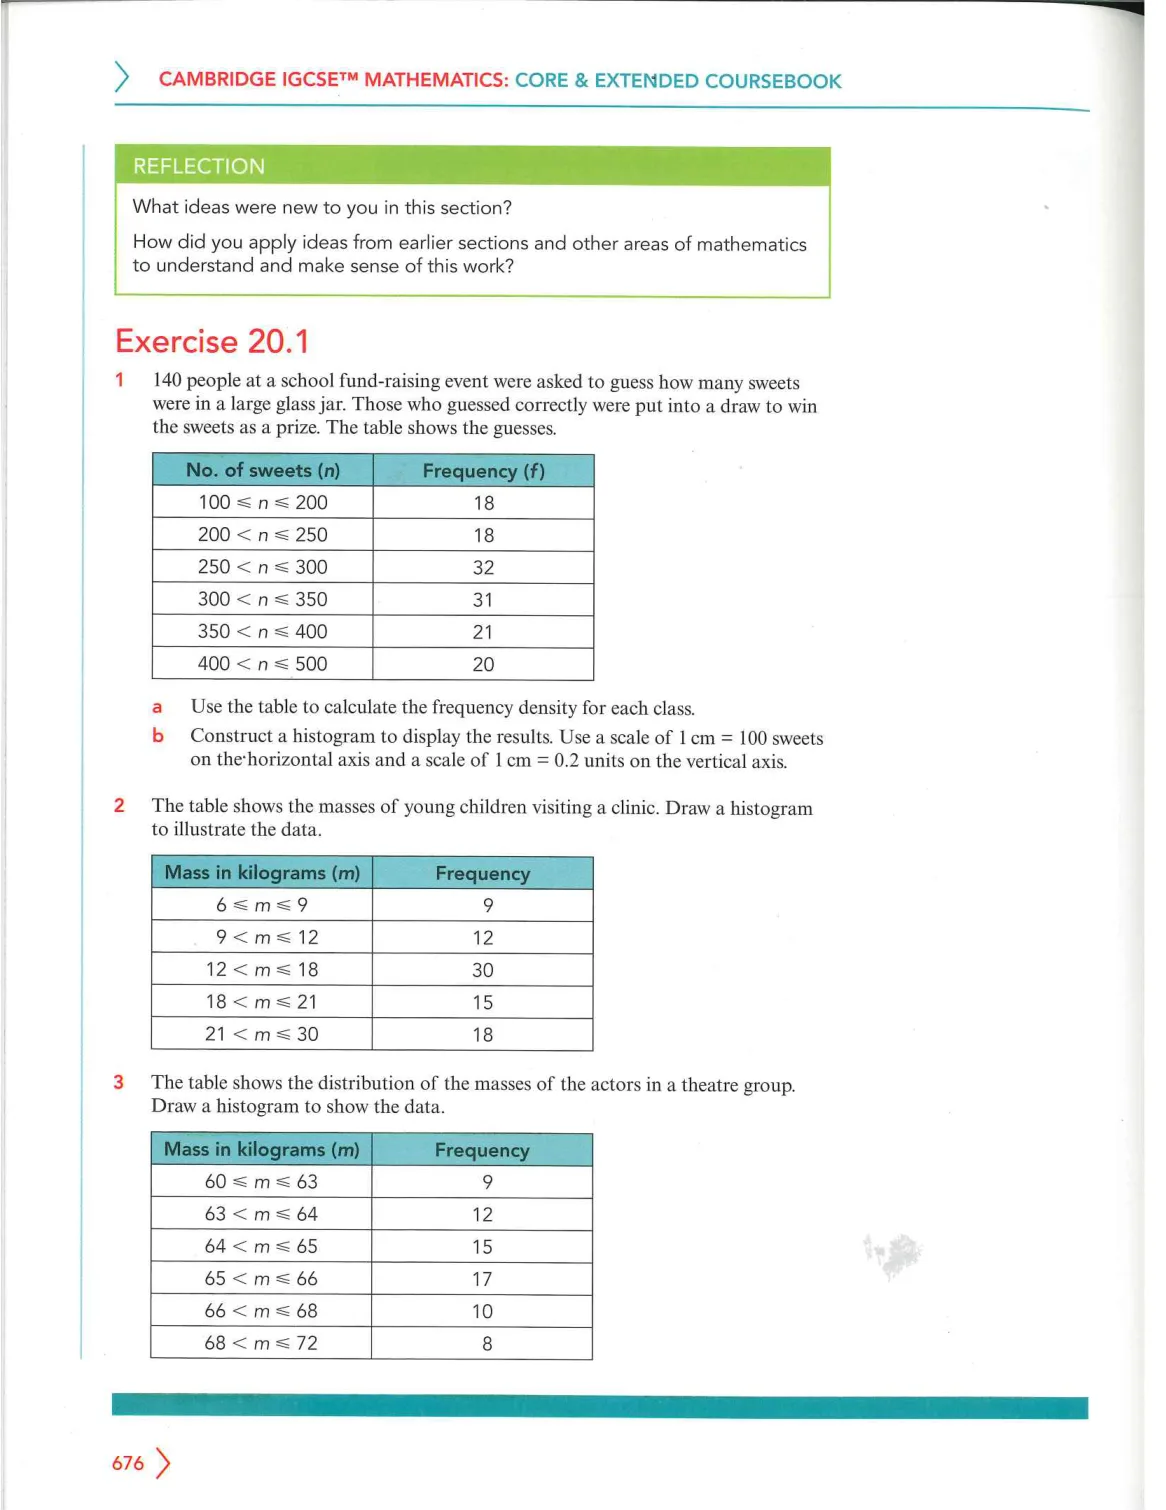 CAMBRIDGE IGCSE™ MATHEMATICS: CORE & EXTENDED COURSEBOOK
REFLECTION
What ideas were new to you in this section?
How did you apply ideas from earlier sections and other areas of mathematics
to understand and make sense of this work?
Exercise 20.1
1 140 people at a school fund-raising event were asked to guess how many sweets
were in a large glass jar. Those who guessed correctly were put into a draw to win
the sweets as a prize. The table shows the guesses.
No. of sweets (n) Frequency (f)
100 ⩽ n ⩽ 200 18
200 < n ⩽ 250 18
250 < n ⩽ 300 32
300 < n ⩽ 350 31
350 < n ⩽ 400 21
400 < n ⩽ 500 20
a Use the table to calculate the frequency density for each class.
b Construct a histogram to display the results. Use a scale of 1 cm = 100 sweets
on the horizontal axis and a scale of 1 cm = 0.2 units on the vertical axis.
2 The table shows the masses of young children visiting a clinic. Draw a histogram
to illustrate the data.
Mass in kilograms (m) Frequency
6 ⩽ m ⩽ 9 9
9 < m ⩽ 12 12
12 < m ⩽ 18 30
18 < m ⩽ 21 15
21 < m ⩽ 30 18
3 The table shows the distribution of the masses of the actors in a theatre group.
Draw a histogram to show the data.
Mass in kilograms (m) Frequency
60 ⩽ m ⩽ 63 9
63 < m ⩽ 64 12
64 < m ⩽ 65 15
65 < m ⩽ 66 17
66 < m ⩽ 68 10
68 < m ⩽ 72 8
676